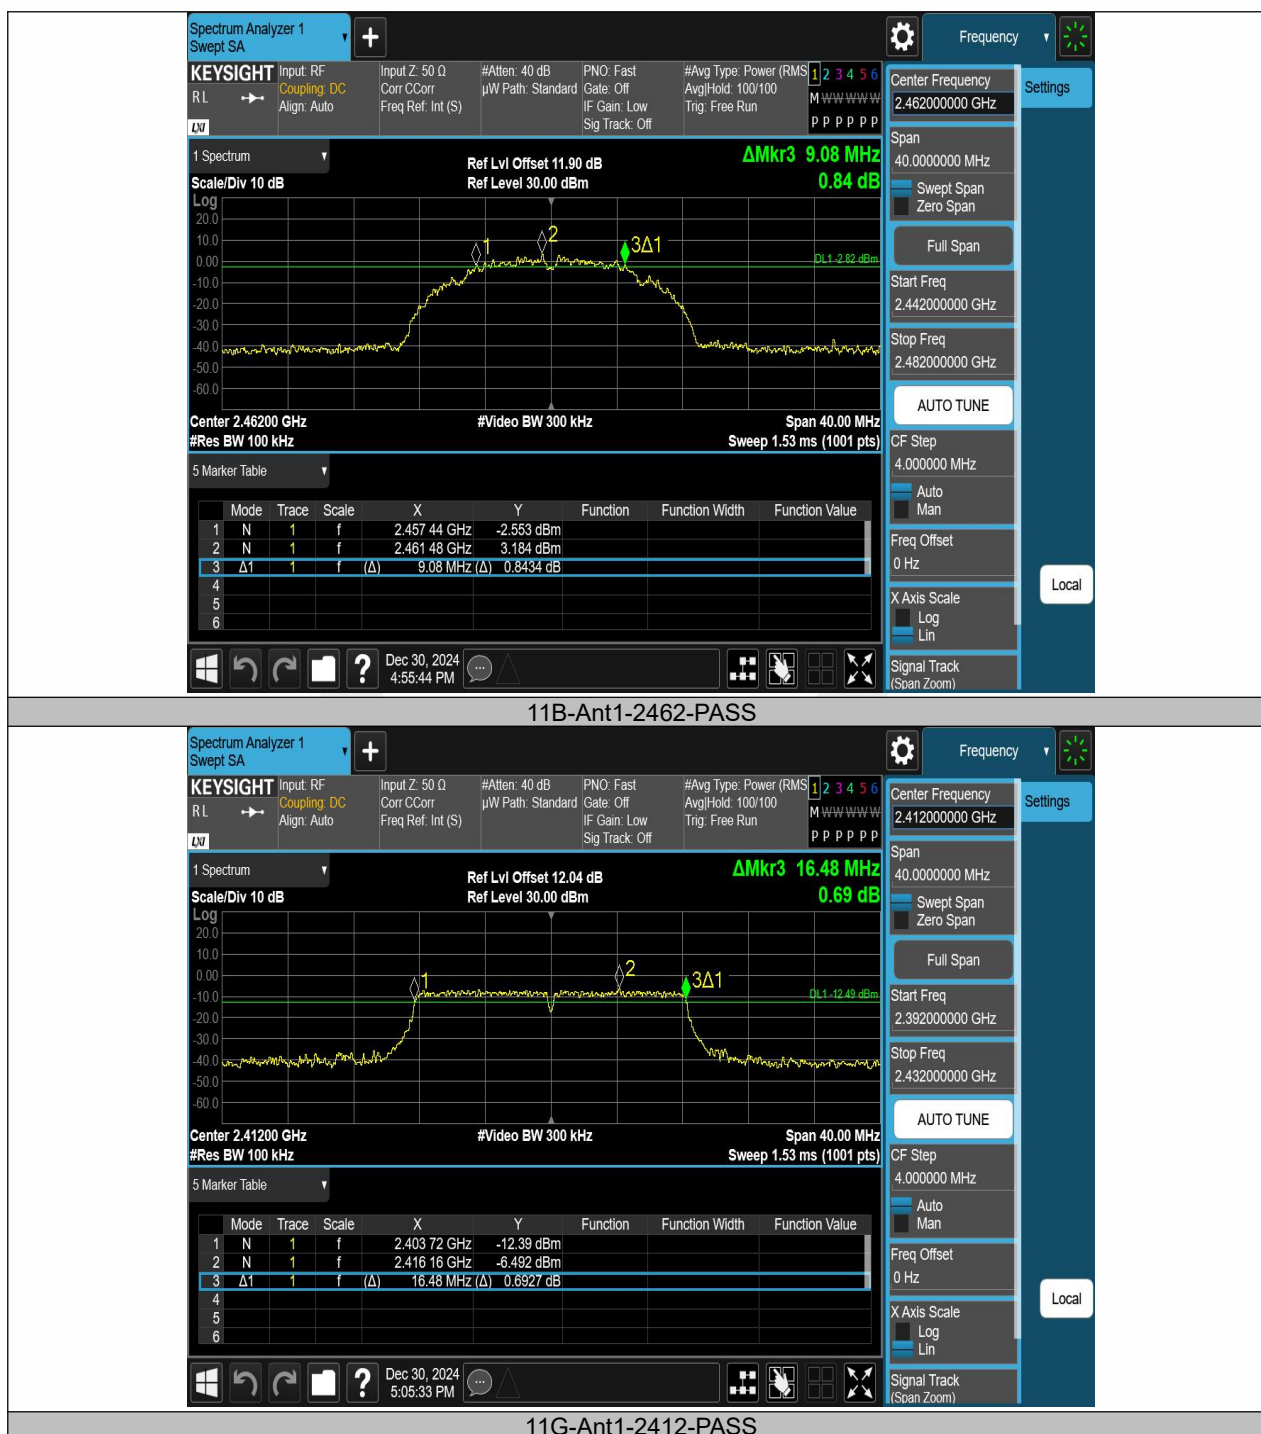 Spectrum Analyzer 1
Swept SA
+
Frequency
KEYSIGHT
R L
LXI
Input: RF
Coupling: DC
Align: Auto
Input Z: 50 Ω
Corr CCorr
Freq Ref: Int (S)
#Atten: 40 dB
µW Path: Standard
PNO: Fast
Gate: Off
IF Gain: Low
Sig Track: Off
#Avg Type: Power (RMS
Avg|Hold: 100/100
Trig: Free Run
1 2 3 4 5 6
M W W W W W
P P P P P P
Center Frequency
2.462000000 GHz
Settings
Span
40.0000000 MHz
Swept Span
Zero Span
Full Span
Start Freq
2.442000000 GHz
Stop Freq
2.482000000 GHz
AUTO TUNE
CF Step
4.000000 MHz
Auto
Man
Freq Offset
0 Hz
X Axis Scale
Log
Lin
Signal Track
(Span Zoom)
Local
1 Spectrum
Scale/Div 10 dB
Ref Lvl Offset 11.90 dB
Ref Level 30.00 dBm
ΔMkr3 9.08 MHz
0.84 dB
Log
20.0
10.0
0.00
-10.0
-20.0
-30.0
-40.0
-50.0
-60.0
1
2
3Δ1
DL1 -2.82 dBm
Center 2.46200 GHz
#Video BW 300 kHz
Span 40.00 MHz
#Res BW 100 kHz
Sweep 1.53 ms (1001 pts)
5 Marker Table
Mode Trace Scale X Y Function Function Width Function Value
1 N 1 f 2.457 44 GHz -2.553 dBm
2 N 1 f 2.461 48 GHz 3.184 dBm
3 Δ1 1 f (Δ) 9.08 MHz (Δ) 0.8434 dB
4
5
6
?
Dec 30, 2024
4:55:44 PM
11B-Ant1-2462-PASS
Spectrum Analyzer 1
Swept SA
+
Frequency
KEYSIGHT
R L
LXI
Input: RF
Coupling: DC
Align: Auto
Input Z: 50 Ω
Corr CCorr
Freq Ref: Int (S)
#Atten: 40 dB
µW Path: Standard
PNO: Fast
Gate: Off
IF Gain: Low
Sig Track: Off
#Avg Type: Power (RMS
Avg|Hold: 100/100
Trig: Free Run
1 2 3 4 5 6
M W W W W W
P P P P P P
Center Frequency
2.412000000 GHz
Settings
Span
40.0000000 MHz
Swept Span
Zero Span
Full Span
Start Freq
2.392000000 GHz
Stop Freq
2.432000000 GHz
AUTO TUNE
CF Step
4.000000 MHz
Auto
Man
Freq Offset
0 Hz
X Axis Scale
Log
Lin
Signal Track
(Span Zoom)
Local
1 Spectrum
Scale/Div 10 dB
Ref Lvl Offset 12.04 dB
Ref Level 30.00 dBm
ΔMkr3 16.48 MHz
0.69 dB
Log
20.0
10.0
0.00
-10.0
-20.0
-30.0
-40.0
-50.0
-60.0
1
2
3Δ1
DL1 -12.49 dBm
Center 2.41200 GHz
#Video BW 300 kHz
Span 40.00 MHz
#Res BW 100 kHz
Sweep 1.53 ms (1001 pts)
5 Marker Table
Mode Trace Scale X Y Function Function Width Function Value
1 N 1 f 2.403 72 GHz -12.39 dBm
2 N 1 f 2.416 16 GHz -6.492 dBm
3 Δ1 1 f (Δ) 16.48 MHz (Δ) 0.6927 dB
4
5
6
?
Dec 30, 2024
5:05:33 PM
11G-Ant1-2412-PASS